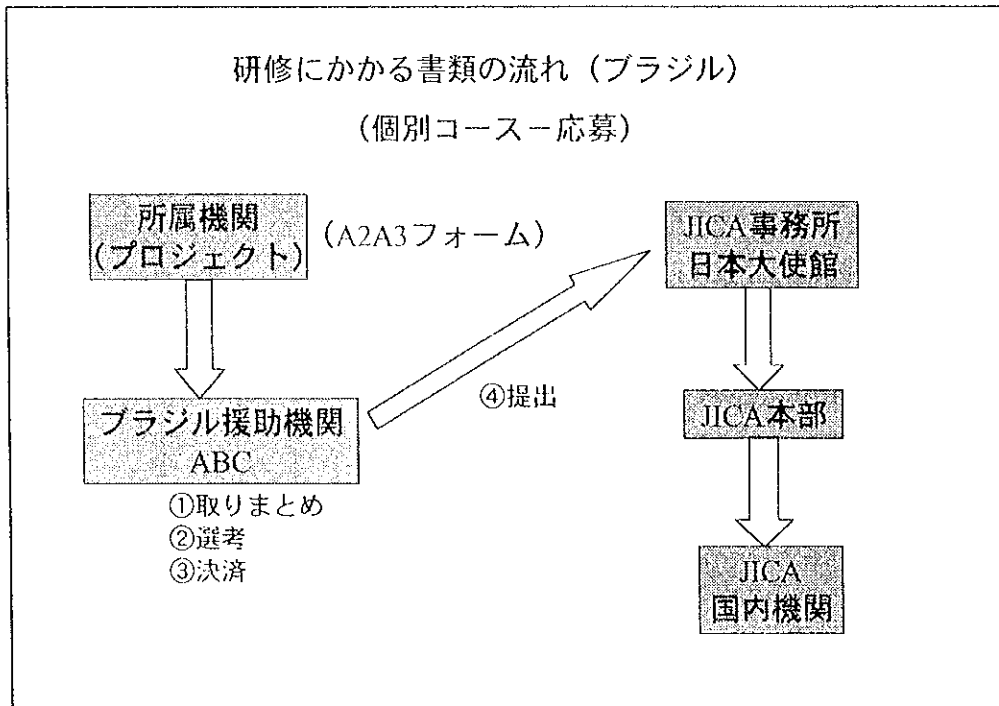 研修にかかる書類の流れ（ブラジル）
（個別コース－応募）
所属機関
（プロジェクト）
（A2A3フォーム）
JICA事務所
日本大使館
④提出
ブラジル援助機関
ABC
①取りまとめ
②選考
③決済
JICA本部
JICA
国内機関